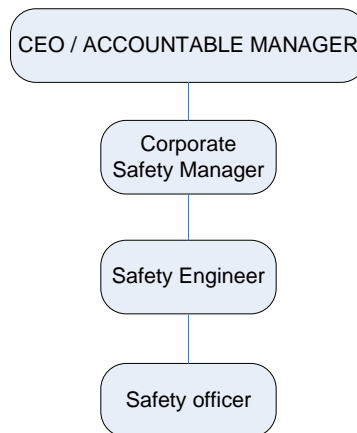 CEO / ACCOUNTABLE MANAGER
Corporate
Safety Manager
Safety Engineer
Safety officer